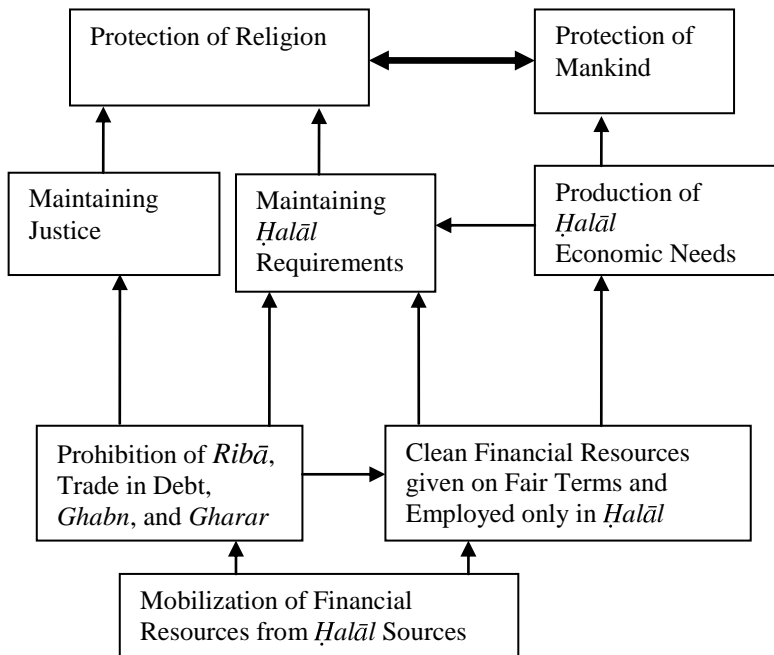 Protection of Religion
Protection of
Mankind
Maintaining
Justice
Maintaining
Ḥalāl
Requirements
Production of
Ḥalāl
Economic Needs
Prohibition of Ribā,
Trade in Debt,
Ghabn, and Gharar
Clean Financial Resources
given on Fair Terms and
Employed only in Ḥalāl
Mobilization of Financial
Resources from Ḥalāl Sources